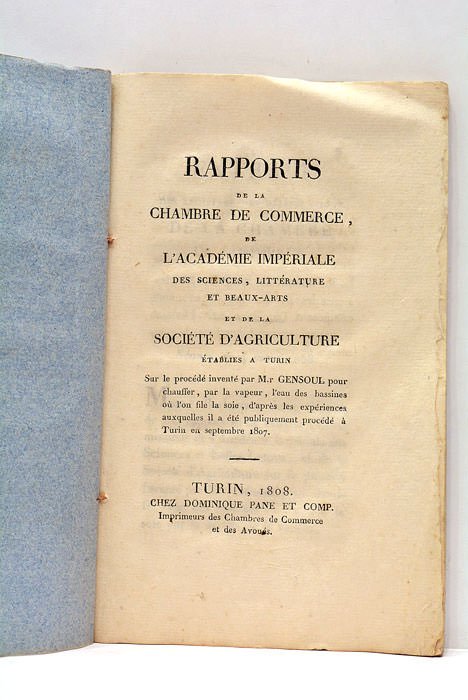 RAPPORTS
DE LA
CHAMBRE DE COMMERCE,
DE
L'ACADÉMIE IMPÉRIALE
DES SCIENCES, LITTÉRATURE
ET BEAUX-ARTS
ET DE LA
SOCIÉTÉ D'AGRICULTURE
ÉTABLIES A TURIN
Sur le procédé inventé par M.r GENSOUL pour
chauffer, par la vapeur, l'eau des bassines
où l'on file la soie, d'après les expériences
auxquelles il a été publiquement procédé à
Turin en septembre 1807.
TURIN, 1808.
CHEZ DOMINIQUE PANE ET COMP.
Imprimeurs des Chambres de Commerce
et des Avoués.